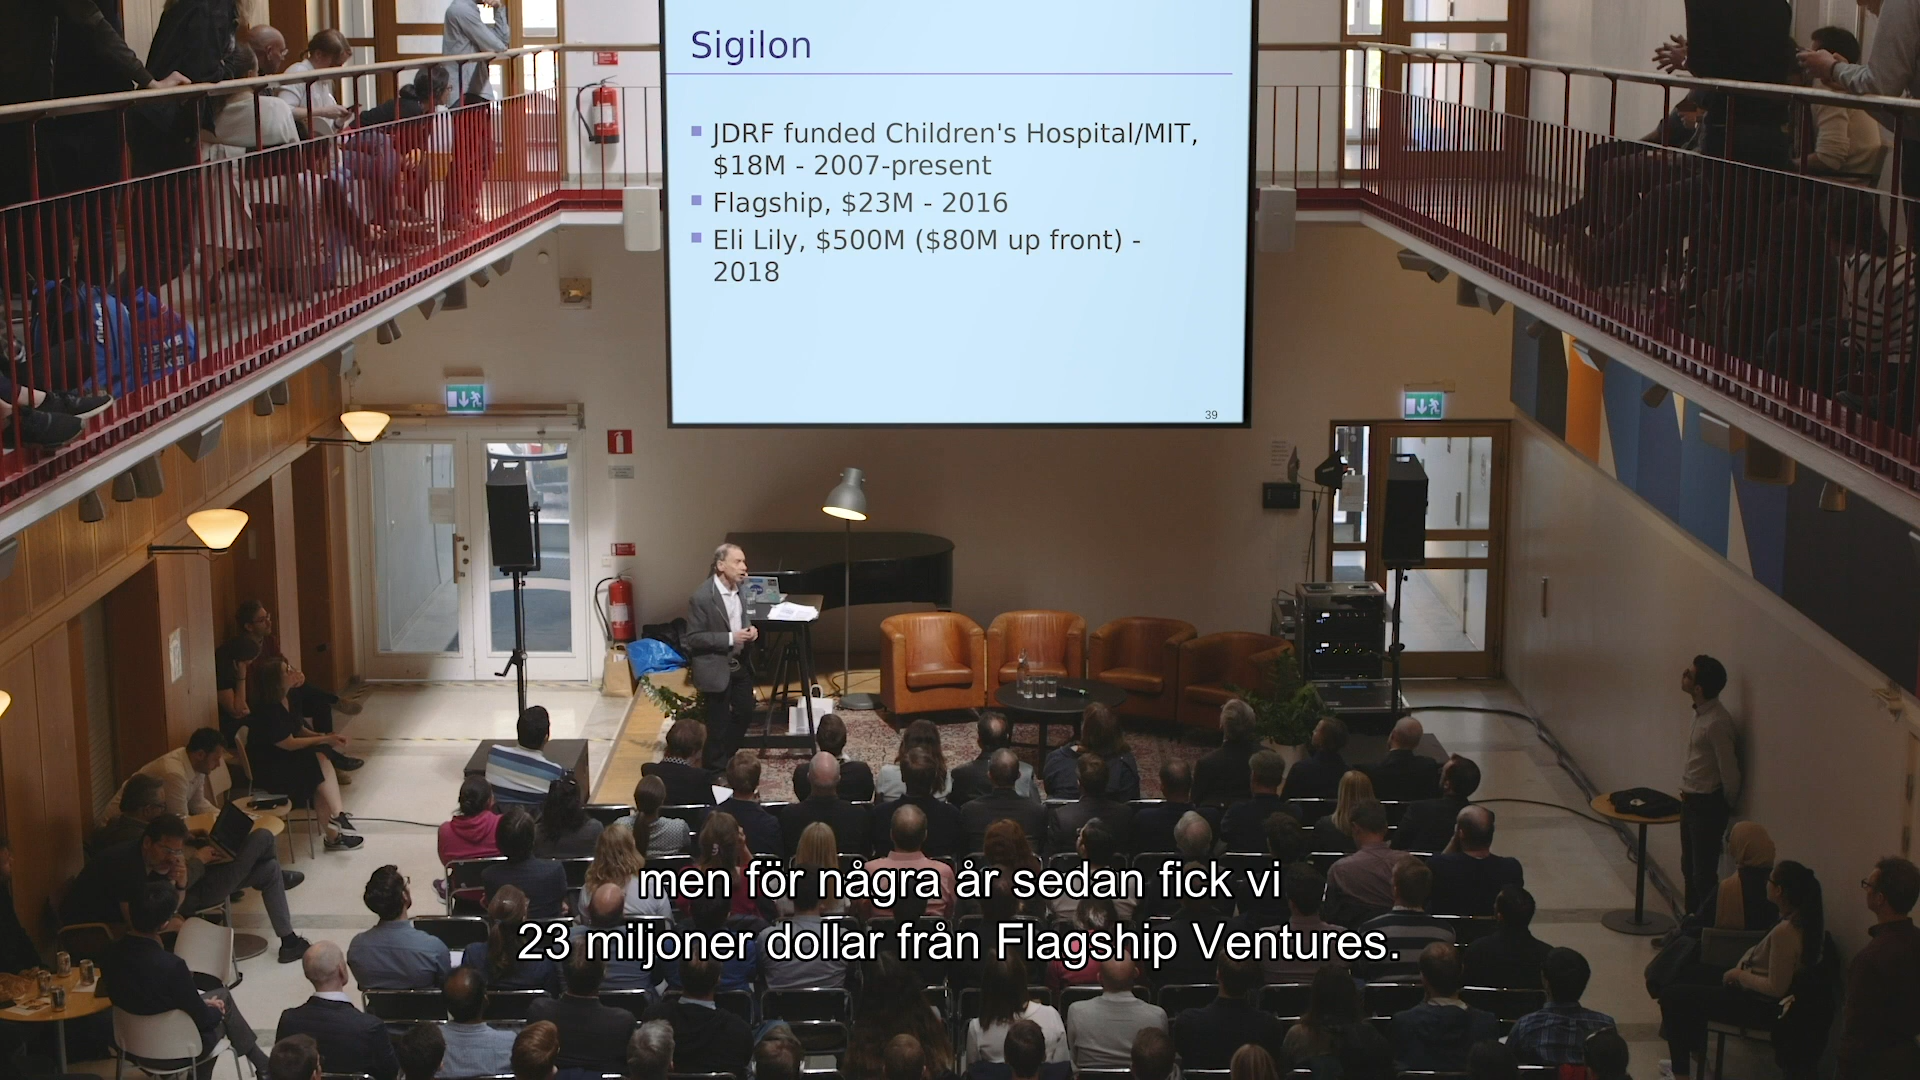 Sigilon
JDRF funded Children's Hospital/MIT,
$18M - 2007-present
Flagship, $23M - 2016
Eli Lily, $500M ($80M up front) -
2018
39
men för några år sedan fick vi
23 miljoner dollar från Flagship Ventures.